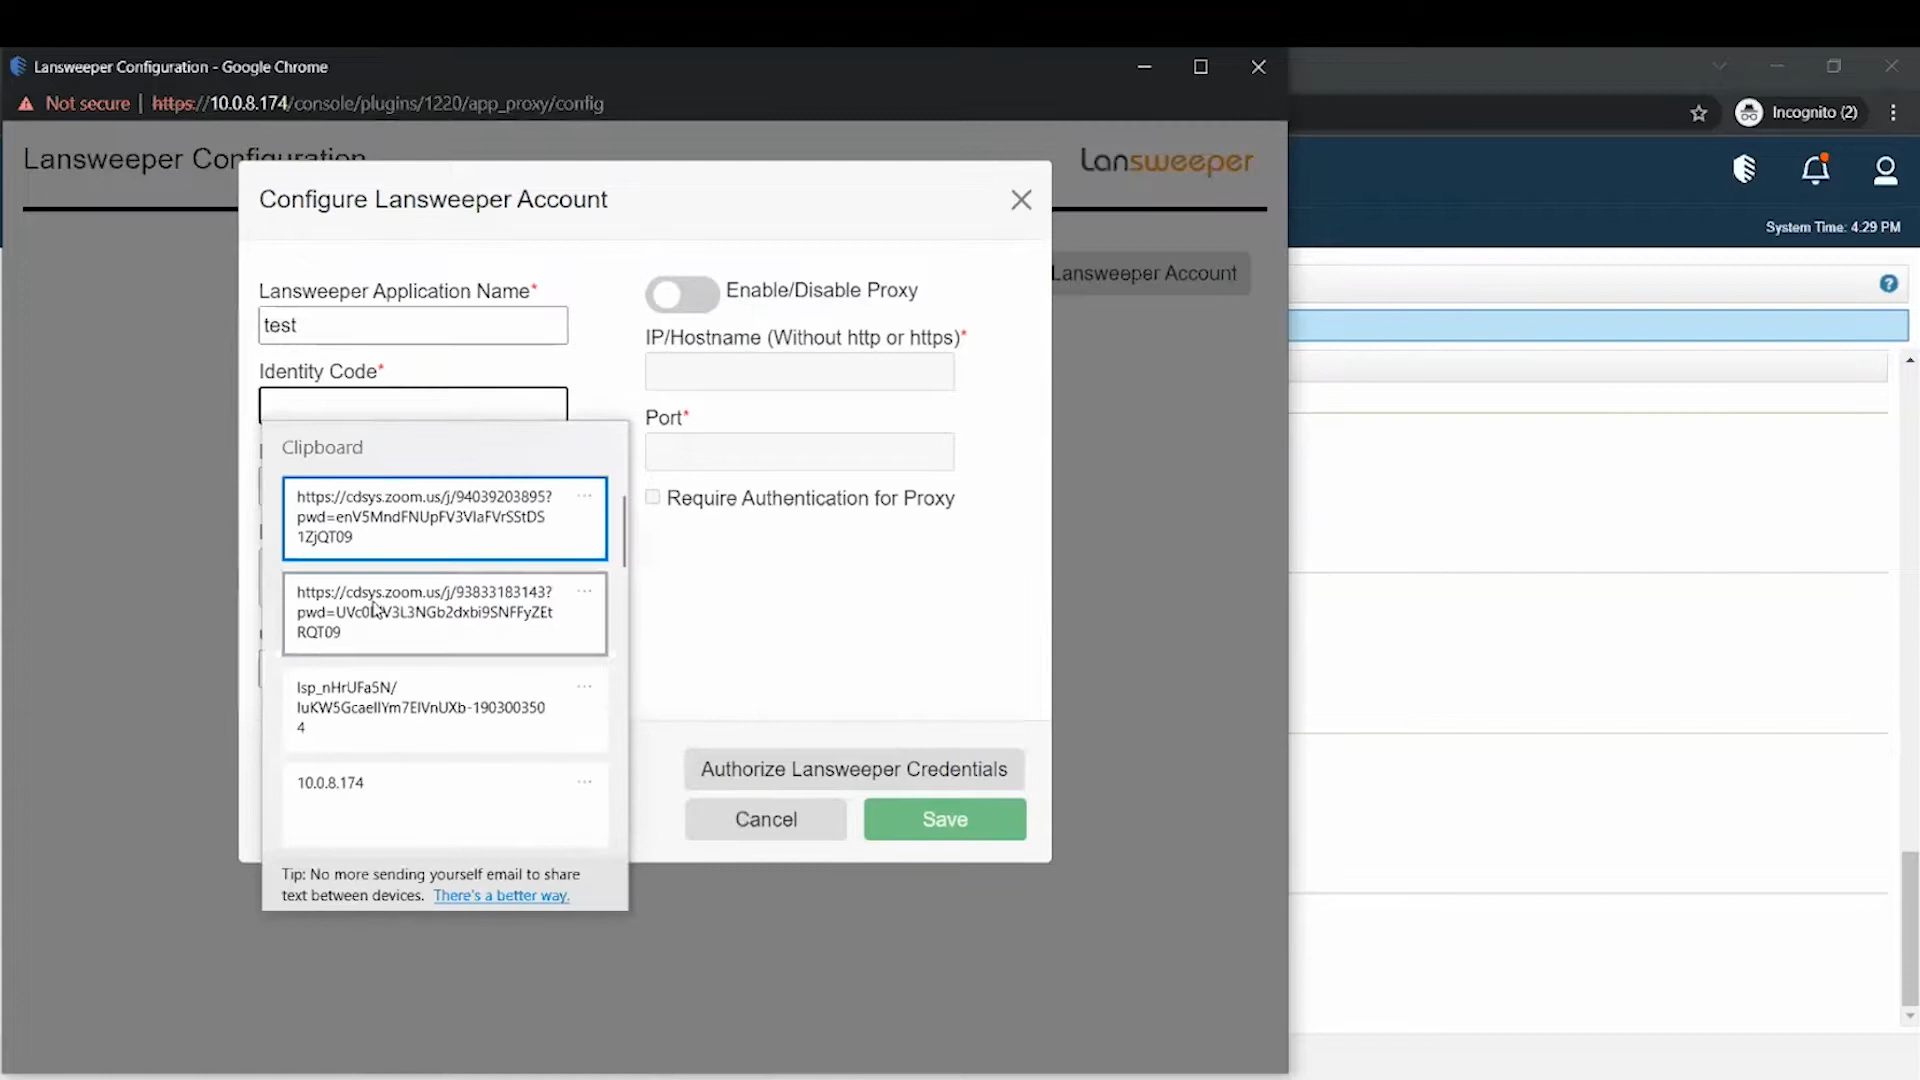 Lansweeper Configuration - Google Chrome
Not secure | https://10.0.8.174/console/plugins/1220/app_proxy/config
Incognito (2)
Lansweeper Configuration
Lansweeper
System Time: 4:29 PM
Configure Lansweeper Account
Lansweeper Account
Lansweeper Application Name*
test
Identity Code*
Enable/Disable Proxy
IP/Hostname (Without http or https)*
Port*
Require Authentication for Proxy
Clipboard
https://cdsys.zoom.us/j/94039203895?
pwd=enV5MndFNUpFV3VlaFVrSStDS
1ZjQT09
https://cdsys.zoom.us/j/93833183143?
RQT09
lsp_nHrUFa5N/
IuKW5GcaeIlYm7EIVnUXb-190300350
4
10.0.8.174
Tip: No more sending yourself email to share
text between devices. There's a better way.
Authorize Lansweeper Credentials
Cancel
Save